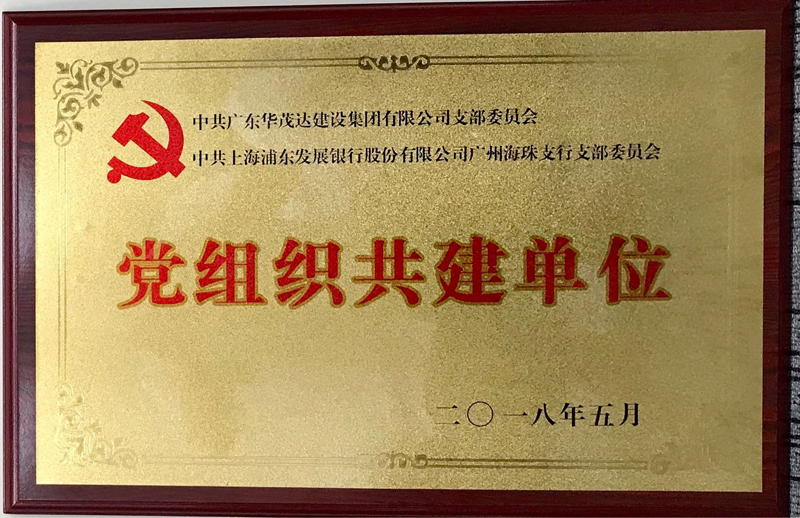 中共广东华茂达建设集团有限公司支部委员会
中共上海浦东发展银行股份有限公司广州海珠支行支部委员会
党组织共建单位
二〇一八年五月